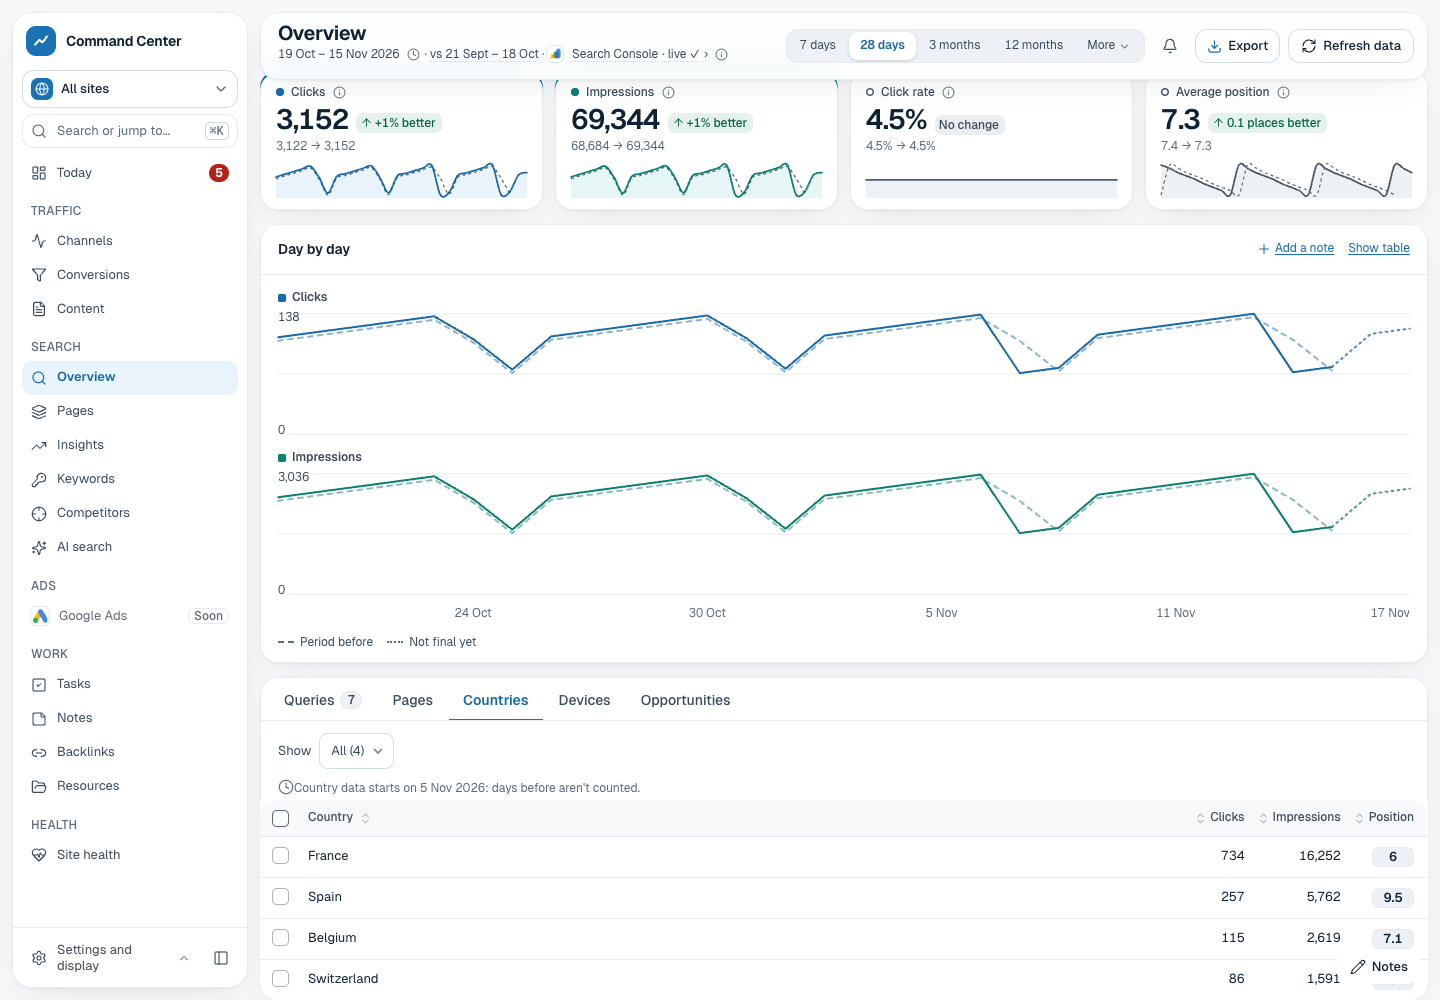 Command Center
All sites
Search or jump to...
⌘K
Today
5
TRAFFIC
Channels
Conversions
Content
SEARCH
Overview
Pages
Insights
Keywords
Competitors
AI search
ADS
Google Ads
Soon
WORK
Tasks
Notes
Backlinks
Resources
HEALTH
Site health
Settings and display
Overview
19 Oct – 15 Nov 2026 · vs 21 Sept – 18 Oct · Search Console · live ✓ ›
7 days
28 days
3 months
12 months
More
Export
Refresh data
Clicks
3,152
↑ +1% better
3,122 → 3,152
Impressions
69,344
↑ +1% better
68,684 → 69,344
Click rate
4.5%
No change
4.5% → 4.5%
Average position
7.3
↑ 0.1 places better
7.4 → 7.3
Day by day
+ Add a note
Show table
Clicks
138
0
Impressions
3,036
0
24 Oct
30 Oct
5 Nov
11 Nov
17 Nov
Period before
Not final yet
Queries 7
Pages
Countries
Devices
Opportunities
Show
All (4)
Country data starts on 5 Nov 2026: days before aren't counted.
Country Clicks Impressions Position
France 734 16,252 6
Spain 257 5,762 9.5
Belgium 115 2,619 7.1
Switzerland 86 1,591
Notes